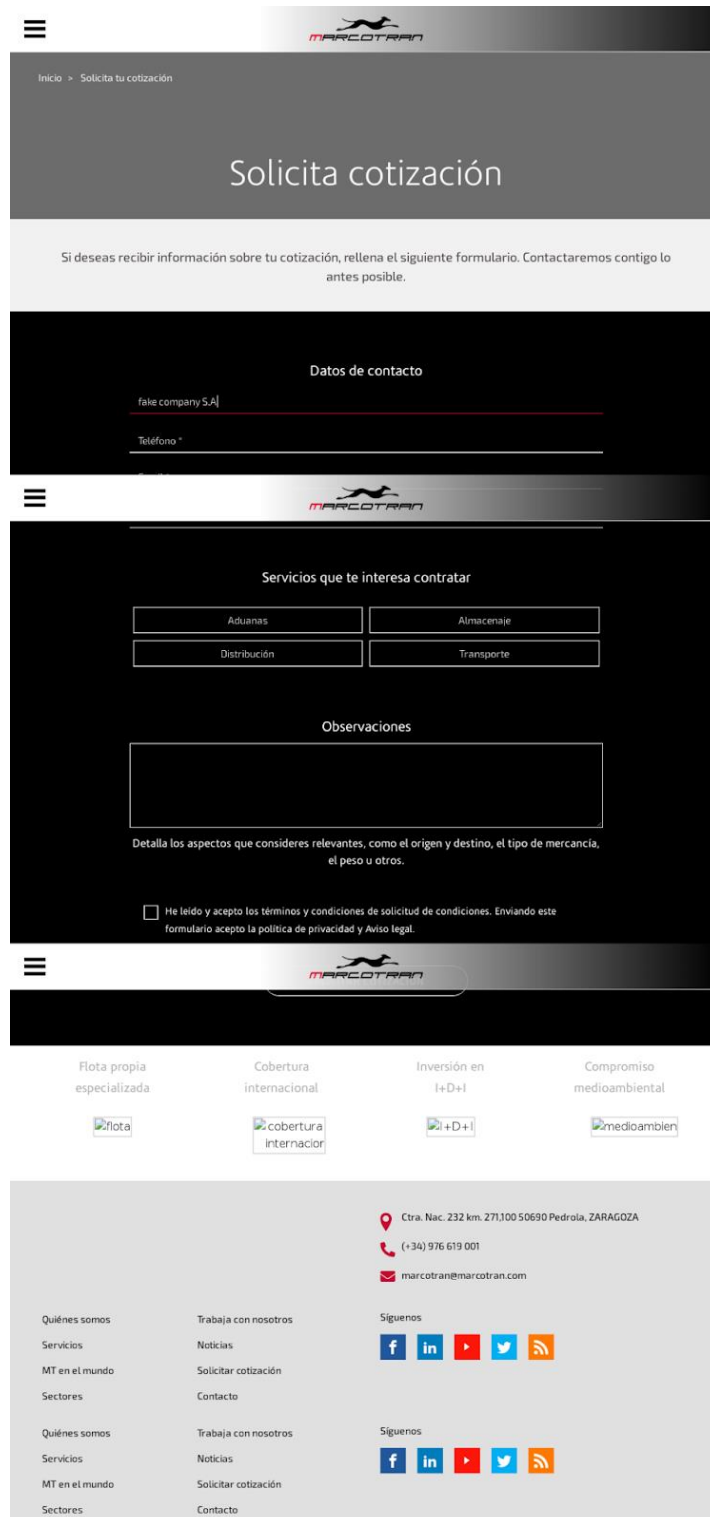 MARCOTRAN
Inicio > Solicita tu cotización
Solicita cotización
Si deseas recibir información sobre tu cotización, rellena el siguiente formulario. Contactaremos contigo lo
antes posible.
Datos de contacto
fake company S.A
Teléfono *
MARCOTRAN
Servicios que te interesa contratar
Aduanas Almacenaje
Distribución Transporte
Observaciones
Detalla los aspectos que consideres relevantes, como el origen y destino, el tipo de mercancía,
el peso u otros.
He leído y acepto los términos y condiciones de solicitud de condiciones. Enviando este
formulario acepto la política de privacidad y Aviso legal.
MARCOTRAN
Flota propia Cobertura Inversión en Compromiso
especializada internacional I+D+I medioambiental
flota cobertura I+D+I medioambien
internacior
Ctra. Nac. 232 km. 271,100 50690 Pedrola, ZARAGOZA
(+34) 976 619 001
marcotran@marcotran.com
Quiénes somos Trabaja con nosotros Síguenos
Servicios Noticias
MT en el mundo Solicitar cotización
Sectores Contacto
Quiénes somos Trabaja con nosotros Síguenos
Servicios Noticias
MT en el mundo Solicitar cotización
Sectores Contacto